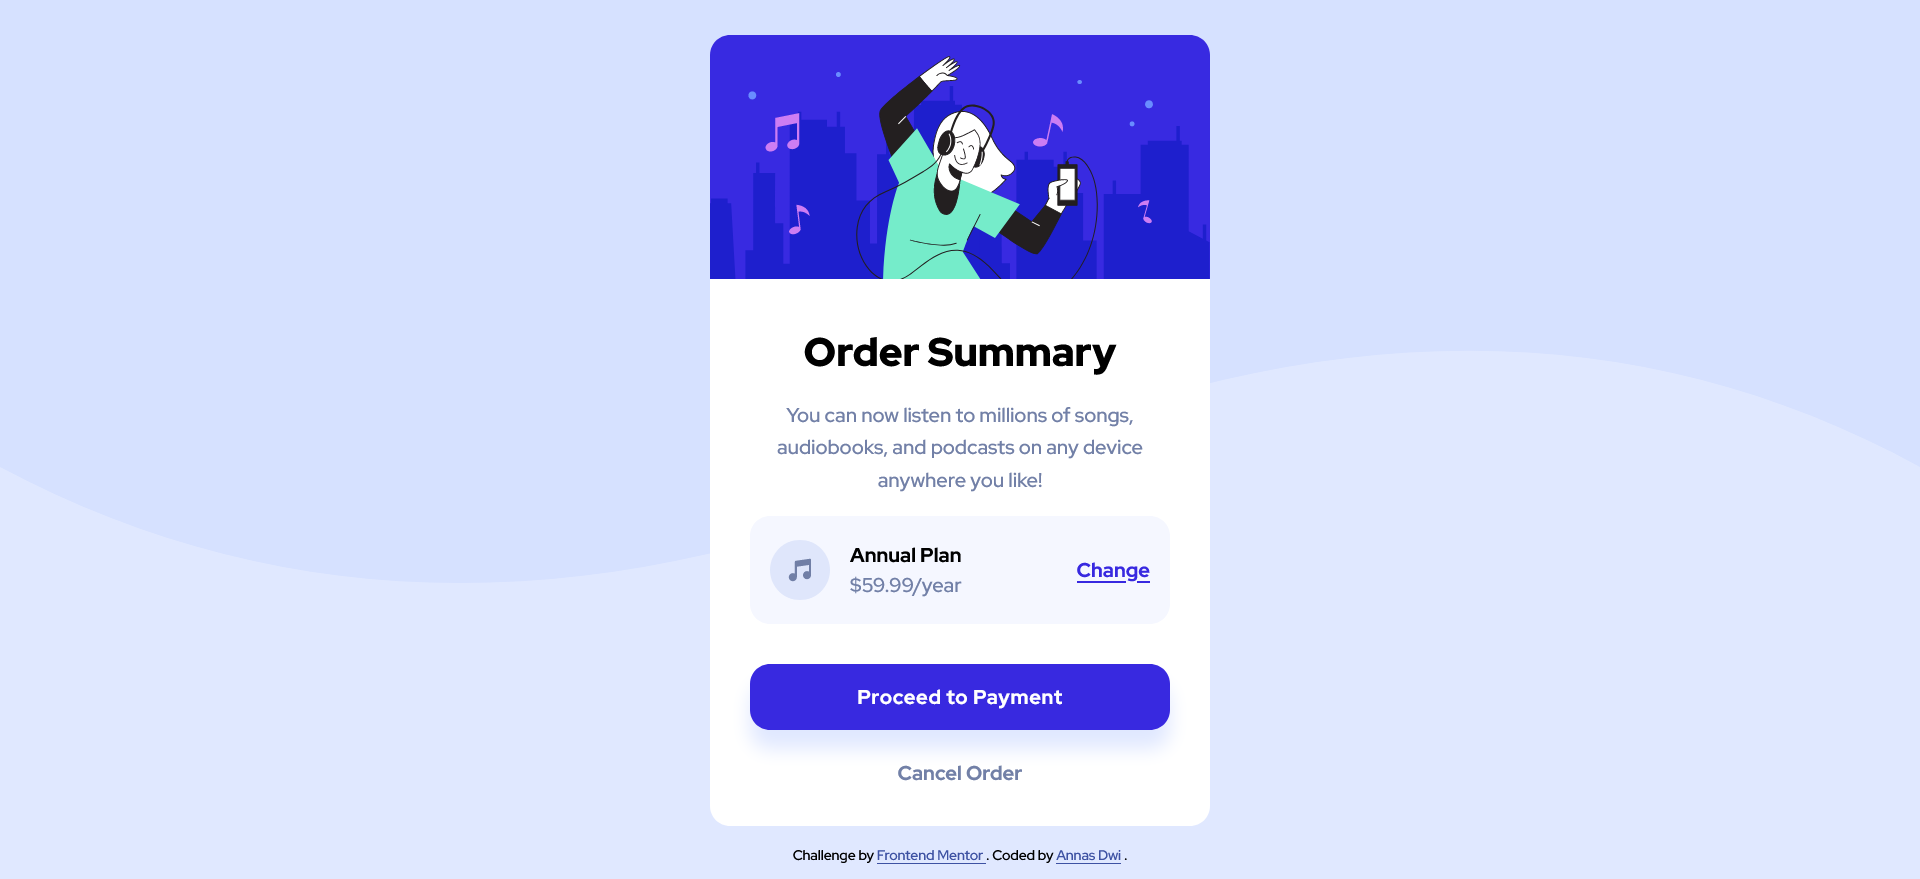 Order Summary
You can now listen to millions of songs,
audiobooks, and podcasts on any device
anywhere you like!
Annual Plan
$59.99/year
Change
Proceed to Payment
Cancel Order
Challenge by Frontend Mentor . Coded by Annas Dwi .